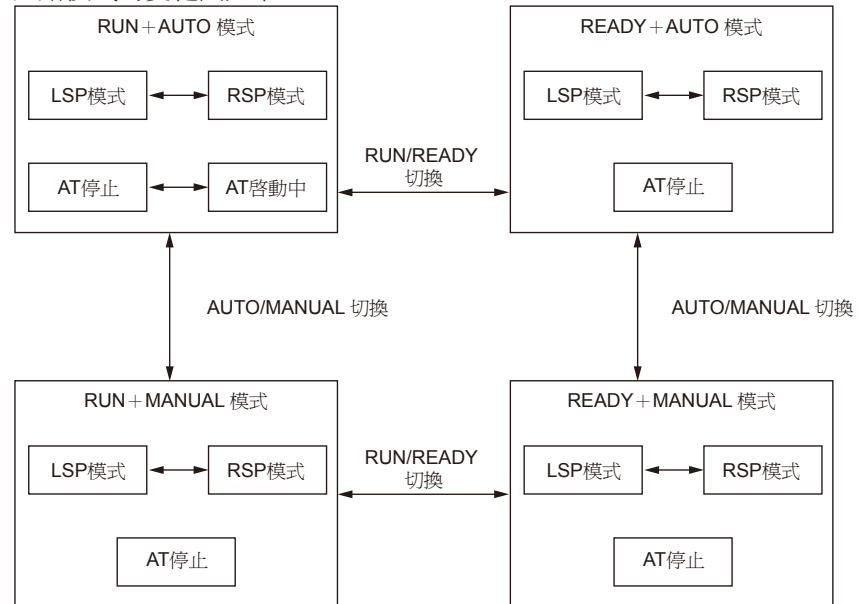 RUN＋AUTO 模式
READY＋AUTO 模式
LSP模式
RSP模式
LSP模式
RSP模式
RUN/READY
切換
AT停止
AT啓動中
AT停止
AUTO/MANUAL 切換
AUTO/MANUAL 切換
RUN＋MANUAL 模式
READY＋MANUAL 模式
LSP模式
RSP模式
LSP模式
RSP模式
RUN/READY
切換
AT停止
AT停止